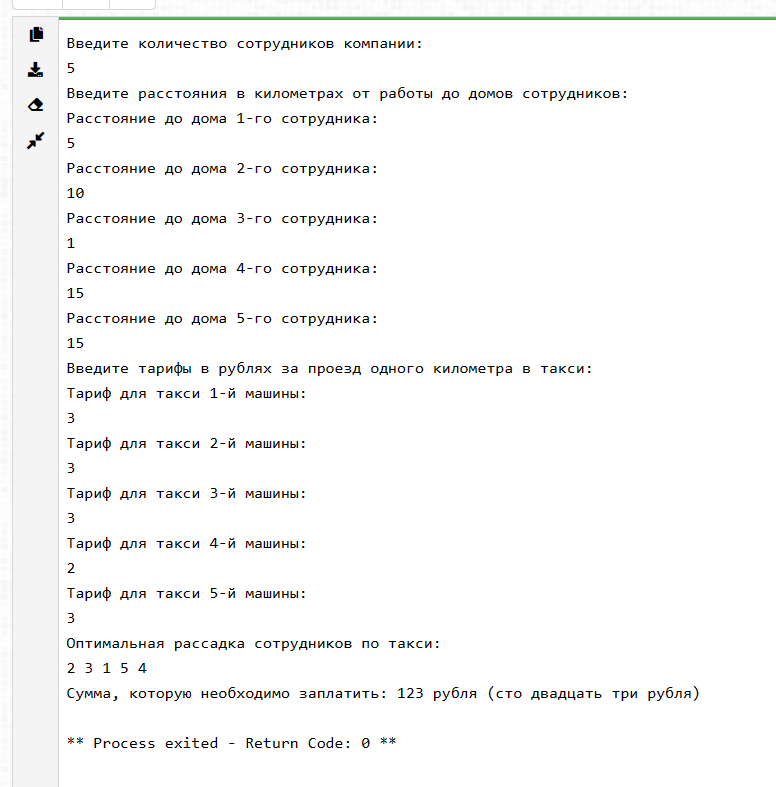 Введите количество сотрудников компании:
5
Введите расстояния в километрах от работы до домов сотрудников:
Расстояние до дома 1-го сотрудника:
5
Расстояние до дома 2-го сотрудника:
10
Расстояние до дома 3-го сотрудника:
1
Расстояние до дома 4-го сотрудника:
15
Расстояние до дома 5-го сотрудника:
15
Введите тарифы в рублях за проезд одного километра в такси:
Тариф для такси 1-й машины:
3
Тариф для такси 2-й машины:
3
Тариф для такси 3-й машины:
3
Тариф для такси 4-й машины:
2
Тариф для такси 5-й машины:
3
Оптимальная рассадка сотрудников по такси:
2 3 1 5 4
Сумма, которую необходимо заплатить: 123 рубля (сто двадцать три рубля)
** Process exited - Return Code: 0 **